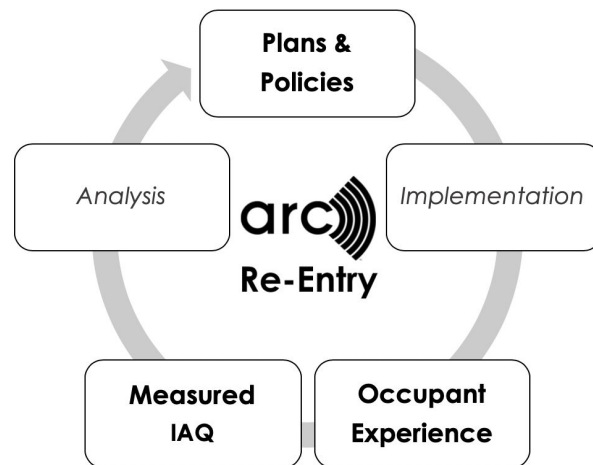 Plans &
Policies
Analysis
arc
Implementation
Re-Entry
Measured
IAQ
Occupant
Experience